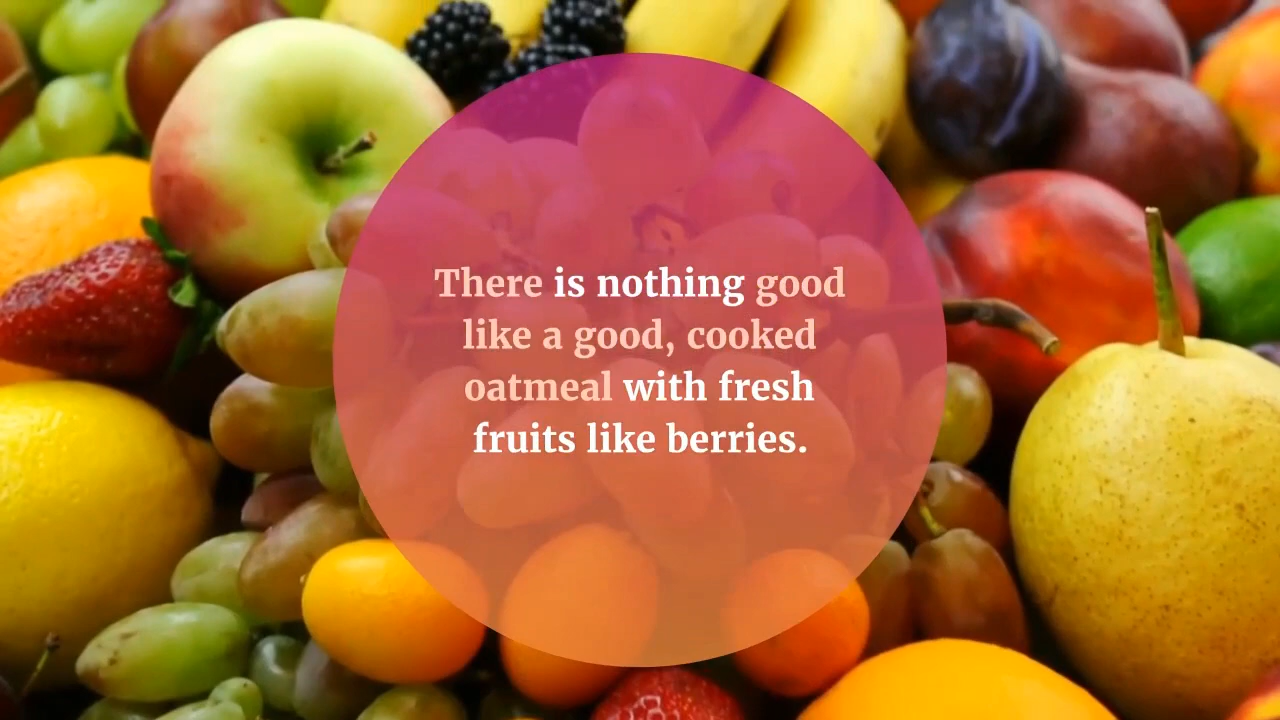 There is nothing good
like a good, cooked
oatmeal with fresh
fruits like berries.